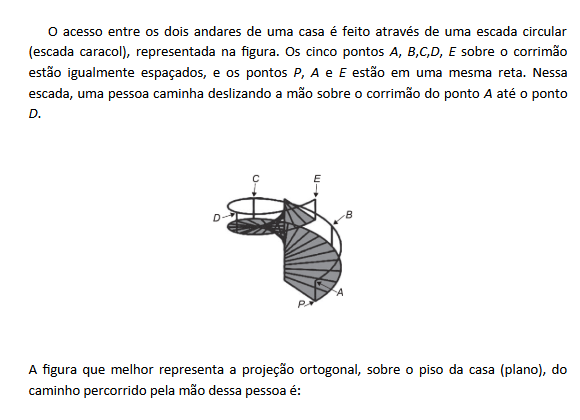 O acesso entre os dois andares de uma casa é feito através de uma escada circular
(escada caracol), representada na figura. Os cinco pontos A, B,C,D, E sobre o corrimão
estão igualmente espaçados, e os pontos P, A e E estão em uma mesma reta. Nessa
escada, uma pessoa caminha deslizando a mão sobre o corrimão do ponto A até o ponto
D.
C
E
D
B
A
P
A figura que melhor representa a projeção ortogonal, sobre o piso da casa (plano), do
caminho percorrido pela mão dessa pessoa é: